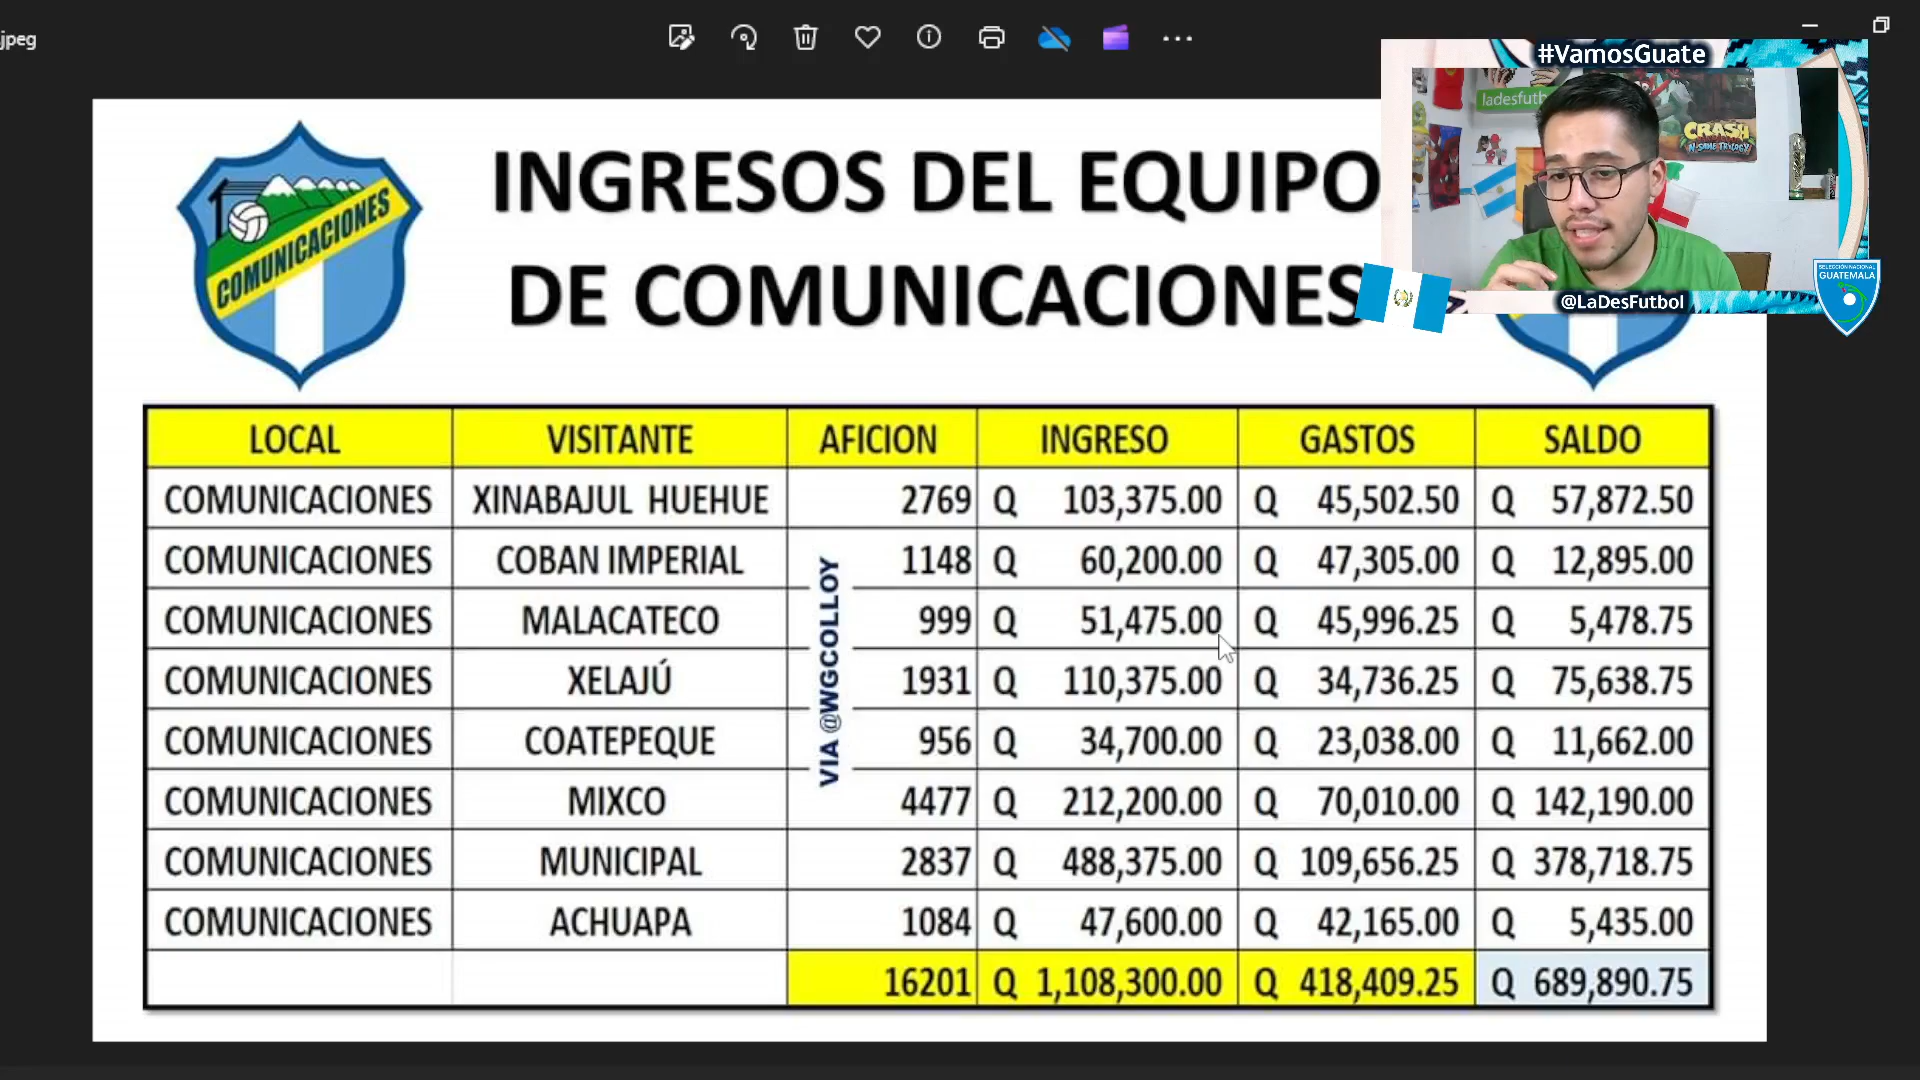 jpeg
#VamosGuate
ladesfutb
CRASH
N-SANE TRILOGY
SELECCIÓN NACIONAL
GUATEMALA
@LaDesFutbol
COMUNICACIONES
INGRESOS DEL EQUIPO
DE COMUNICACIONES
LOCAL VISITANTE AFICION INGRESO GASTOS SALDO
COMUNICACIONES XINABAJUL HUEHUE 2769 Q 103,375.00 Q 45,502.50 Q 57,872.50
COMUNICACIONES COBAN IMPERIAL 1148 Q 60,200.00 Q 47,305.00 Q 12,895.00
COMUNICACIONES MALACATECO 999 Q 51,475.00 Q 45,996.25 Q 5,478.75
COMUNICACIONES XELAJÚ 1931 Q 110,375.00 Q 34,736.25 Q 75,638.75
COMUNICACIONES COATEPEQUE 956 Q 34,700.00 Q 23,038.00 Q 11,662.00
COMUNICACIONES MIXCO 4477 Q 212,200.00 Q 70,010.00 Q 142,190.00
COMUNICACIONES MUNICIPAL 2837 Q 488,375.00 Q 109,656.25 Q 378,718.75
COMUNICACIONES ACHUAPA 1084 Q 47,600.00 Q 42,165.00 Q 5,435.00
16201 Q 1,108,300.00 Q 418,409.25 Q 689,890.75
VIA @WGCOLLOY